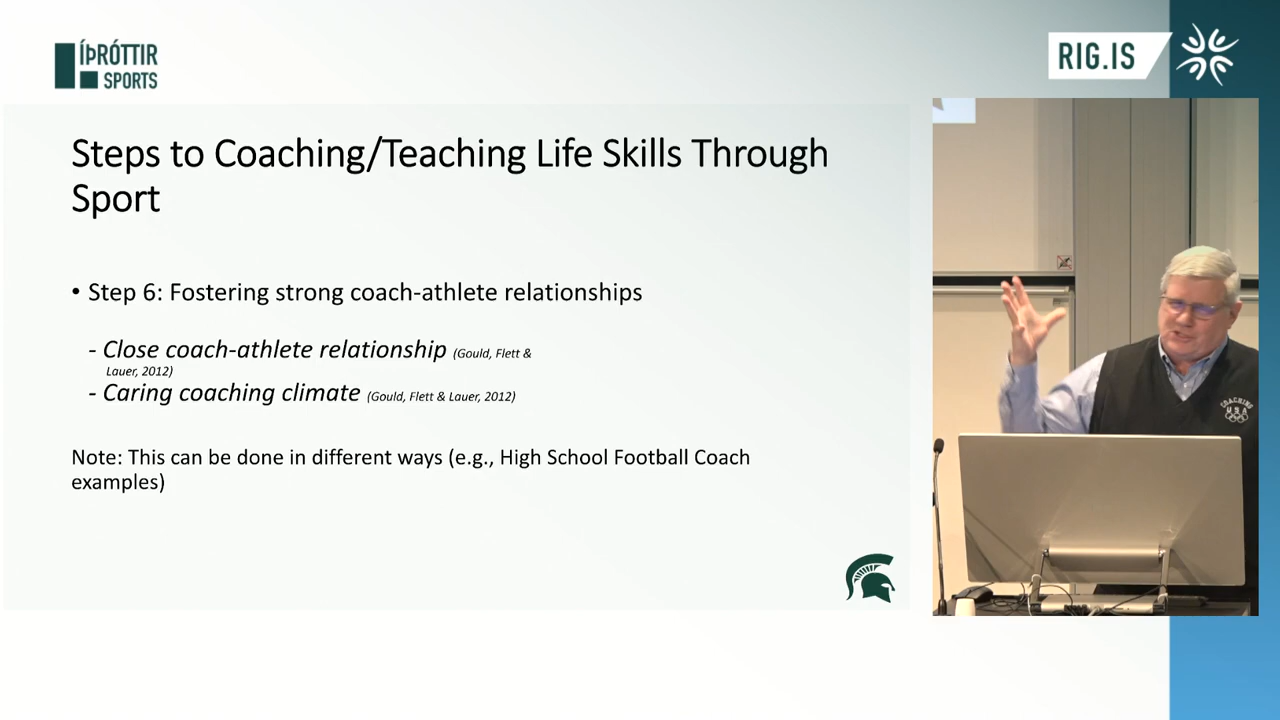 ÍÞRÓTTIR
SPORTS
RIG.IS
Steps to Coaching/Teaching Life Skills Through
Sport
• Step 6: Fostering strong coach-athlete relationships
- Close coach-athlete relationship (Gould, Flett &
Lauer, 2012)
- Caring coaching climate (Gould, Flett & Lauer, 2012)
Note: This can be done in different ways (e.g., High School Football Coach
examples)
COACHING
USA